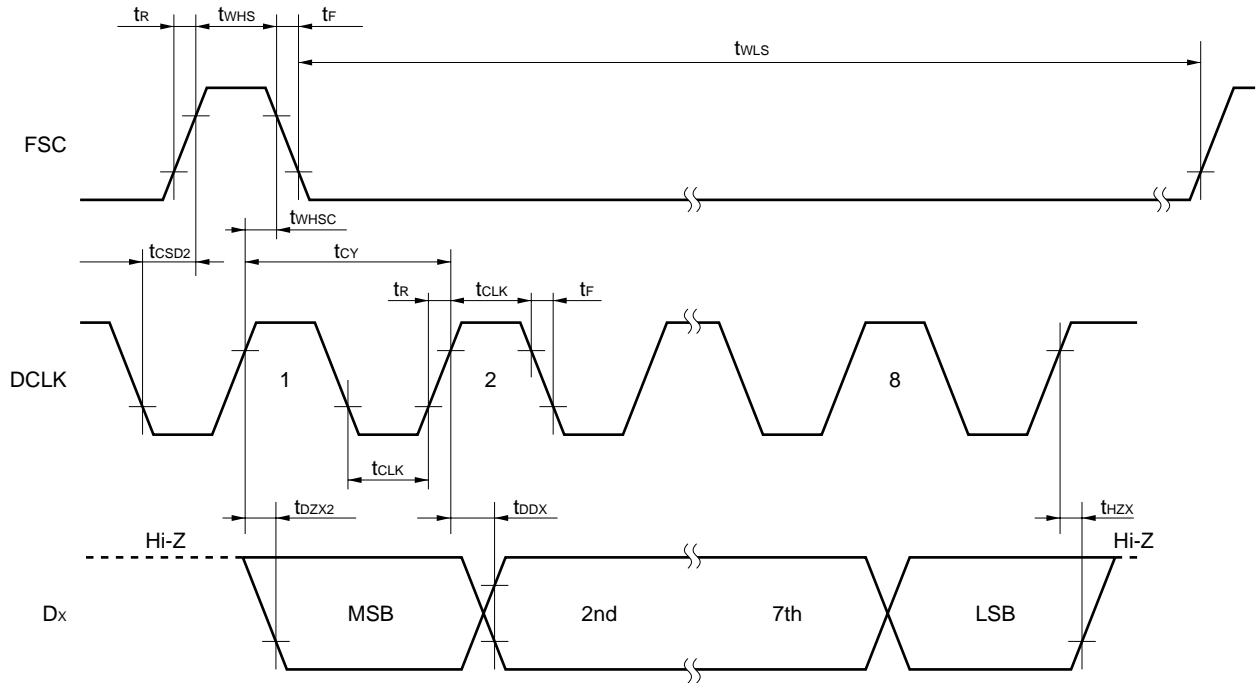 tR tWHS tF
tWLS
FSC
tWHSC
tCSD2 tCY
tR tCLK tF
DCLK 1 2 8
tCLK
tDZX2 tDDX tHZX
Hi-Z Hi-Z
DX MSB 2nd 7th LSB